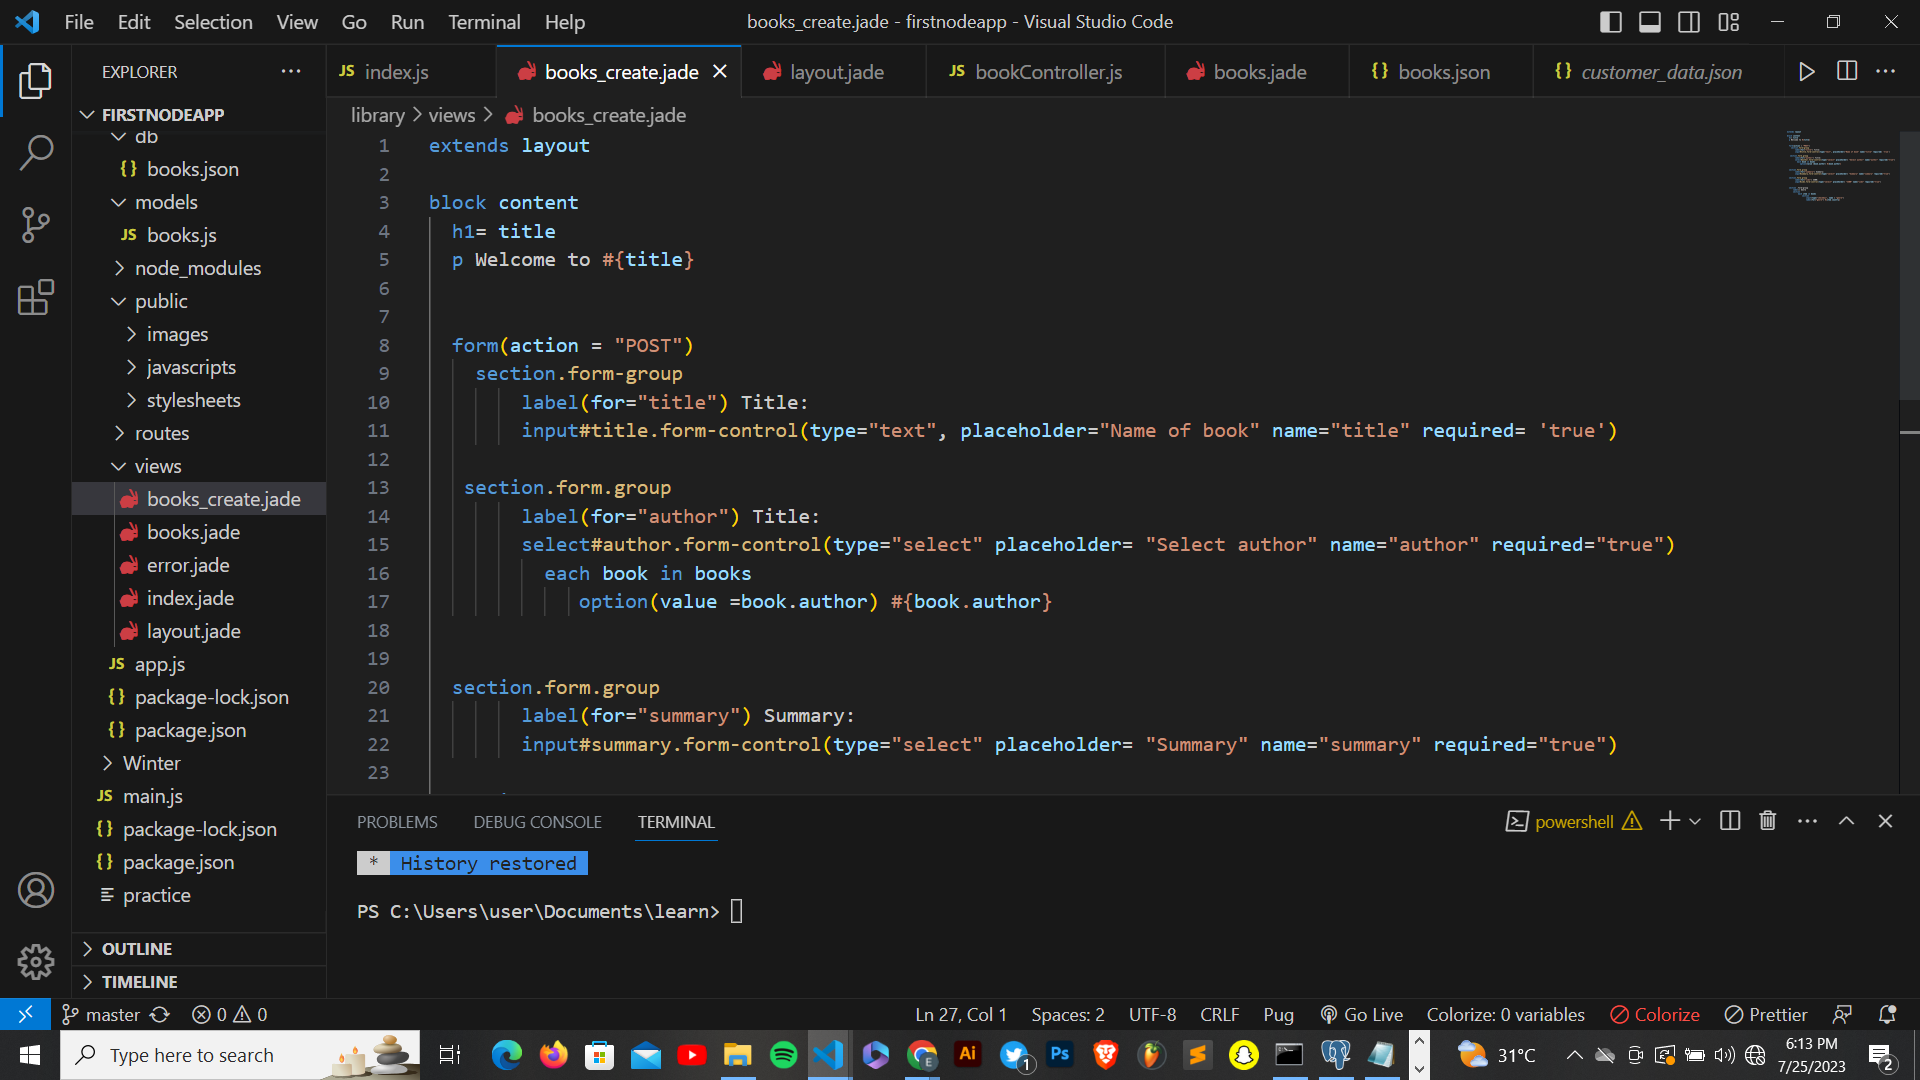 File Edit Selection View Go Run Terminal Help
books_create.jade - firstnodeapp - Visual Studio Code
EXPLORER
JS index.js
books_create.jade
layout.jade
JS bookController.js
books.jade
{} books.json
{} customer_data.json
FIRSTNODEAPP
db
{} books.json
models
JS books.js
node_modules
public
images
javascripts
stylesheets
routes
views
books_create.jade
books.jade
error.jade
index.jade
layout.jade
JS app.js
{} package-lock.json
{} package.json
Winter
JS main.js
{} package-lock.json
{} package.json
practice
OUTLINE
TIMELINE
library > views > books_create.jade
1 extends layout
2
3 block content
4 h1= title
5 p Welcome to #{title}
6
7
8 form(action = "POST")
9 section.form-group
10 label(for="title") Title:
11 input#title.form-control(type="text", placeholder="Name of book" name="title" required= 'true')
12
13 section.form.group
14 label(for="author") Title:
15 select#author.form-control(type="select" placeholder= "Select author" name="author" required="true")
16 each book in books
17 option(value =book.author) #{book.author}
18
19
20 section.form.group
21 label(for="summary") Summary:
22 input#summary.form-control(type="select" placeholder= "Summary" name="summary" required="true")
23
PROBLEMS DEBUG CONSOLE TERMINAL
powershell
* History restored
PS C:\Users\user\Documents\learn>
master 0 0
Ln 27, Col 1 Spaces: 2 UTF-8 CRLF Pug Go Live Colorize: 0 variables Colorize Prettier
Type here to search
E
Ai
1
Ps
31°C
6:13 PM
7/25/2023
2